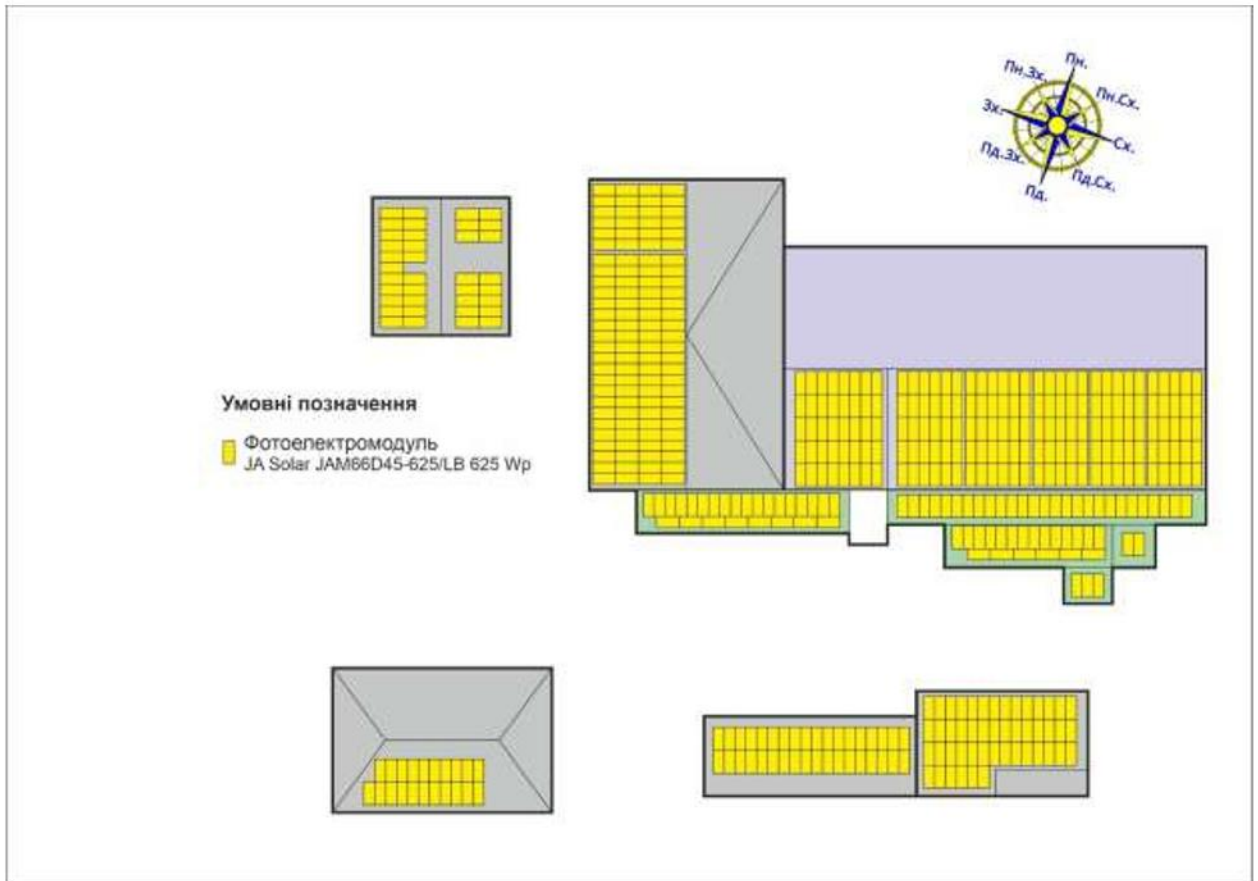 Пн.
Пн.Зх.
Пн.Сх.
Зх.
Сх.
Пд.Зх.
Пд.Сх.
Пд.
Умовні позначення
Фотоелектромодуль
JA Solar JAM66D45-625/LB 625 Wp